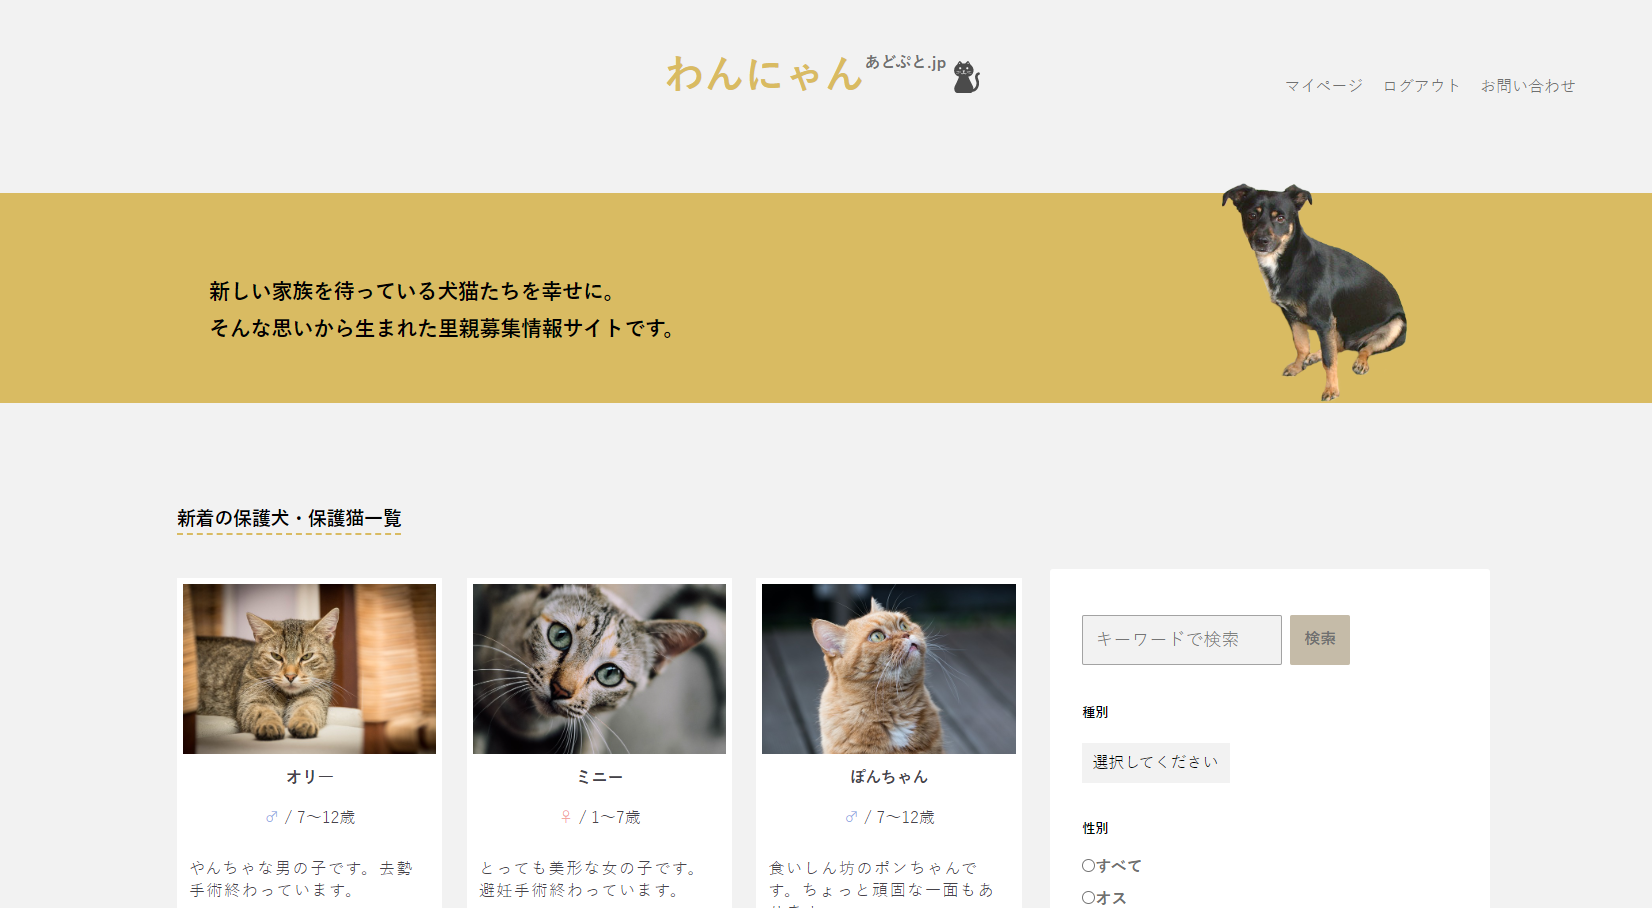 わんにゃん あどぷと.jp
マイページ ログアウト お問い合わせ
新しい家族を待っている犬猫たちを幸せに。
そんな思いから生まれた里親募集情報サイトです。
新着の保護犬・保護猫一覧
オリー
♂ / 7〜12歳
やんちゃな男の子です。去勢
手術終わっています。
ミニー
♀ / 1〜7歳
とっても美形な女の子です。
避妊手術終わっています。
ぽんちゃん
♂ / 7〜12歳
食いしん坊のポンちゃんで
す。ちょっと頑固な一面もあ
キーワードで検索 検索
種別
選択してください
性別
すべて
オス